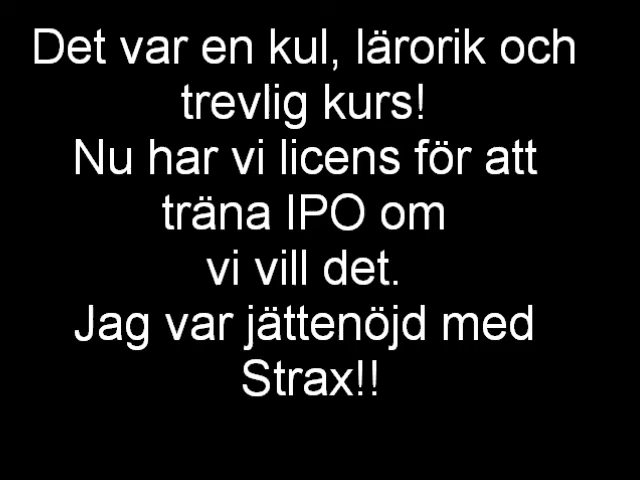 Det var en kul, lärorik och
trevlig kurs!
Nu har vi licens för att
träna IPO om
vi vill det.
Jag var jättenöjd med
Strax!!